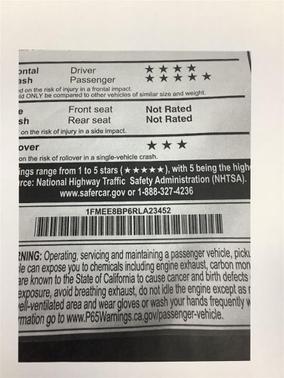 ontal Driver ★★★★
ash Passenger ★★★★★
ed on the risk of injury in a frontal impact.
ld ONLY be compared to other vehicles of similar size and weight.
e Front seat Not Rated
sh Rear seat Not Rated
on the risk of injury in a side impact.
over ★★★
on the risk of rollover in a single-vehicle crash.
ings range from 1 to 5 stars (★★★★★), with 5 being the highe
rce: National Highway Traffic Safety Administration (NHTSA).
www.safercar.gov or 1-888-327-4236
1FMEE8BP6RLA23452
RNING: Operating, servicing and maintaining a passenger vehicle, picku
le can expose you to chemicals including engine exhaust, carbon mon
are known to the State of California to cause cancer and birth defects
exposure, avoid breathing exhaust, do not idle the engine except as n
ell-ventilated area and wear gloves or wash your hands frequently w
rmation go to www.P65Warnings.ca.gov/passenger-vehicle.